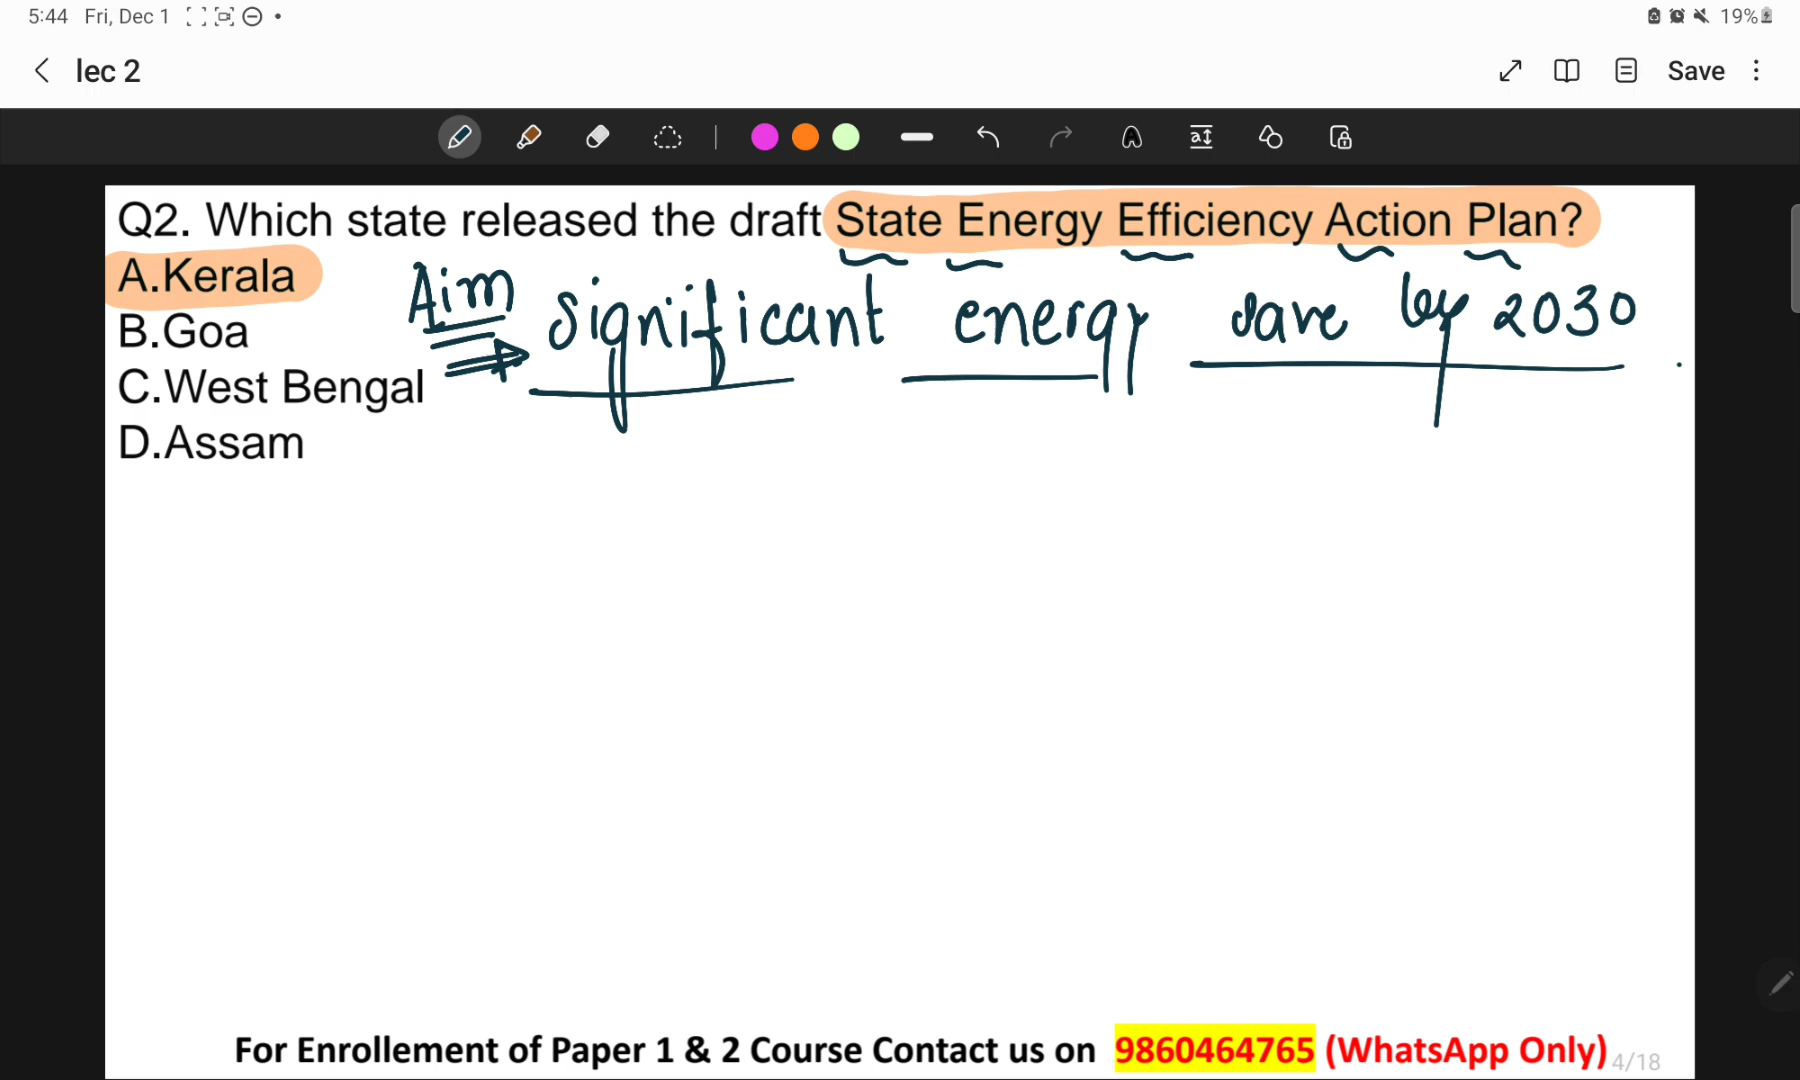 5:44 Fri, Dec 1
19%
lec 2
Save
Q2. Which state released the draft State Energy Efficiency Action Plan?
A.Kerala
Aim significant energy save by 2030
B.Goa
C.West Bengal
D.Assam
For Enrollement of Paper 1 & 2 Course Contact us on 9860464765 (WhatsApp Only)
4/18